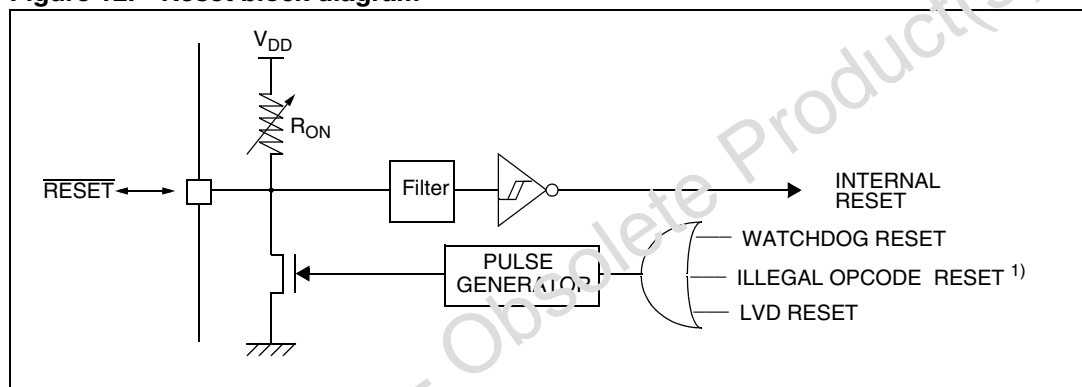 Figure 12. Reset block diagram
VDD
RON
RESET
Filter
INTERNAL
RESET
WATCHDOG RESET
PULSE
GENERATOR
ILLEGAL OPCODE RESET 1)
LVD RESET
Obsolete Product(s)